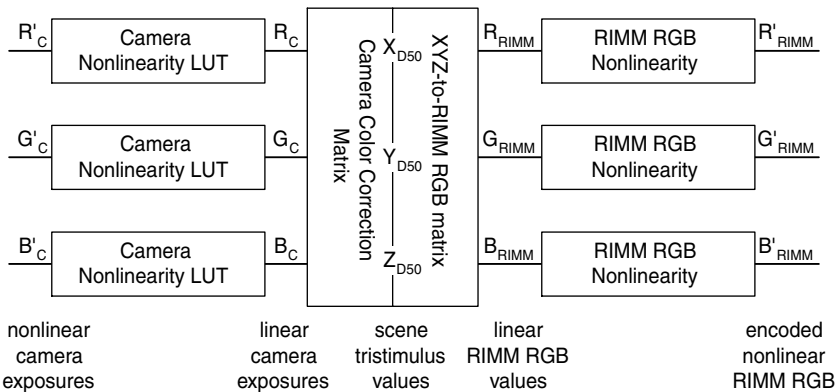 R'C
Camera
Nonlinearity LUT
RC
XD50
RRIMM
RIMM RGB
Nonlinearity
R'RIMM
G'C
Camera
Nonlinearity LUT
GC
Camera Color Correction
Matrix
YD50
XYZ-to-RIMM RGB matrix
GRIMM
RIMM RGB
Nonlinearity
G'RIMM
B'C
Camera
Nonlinearity LUT
BC
ZD50
BRIMM
RIMM RGB
Nonlinearity
B'RIMM
nonlinear
camera
exposures
linear
camera
exposures
scene
tristimulus
values
linear
RIMM RGB
values
encoded
nonlinear
RIMM RGB